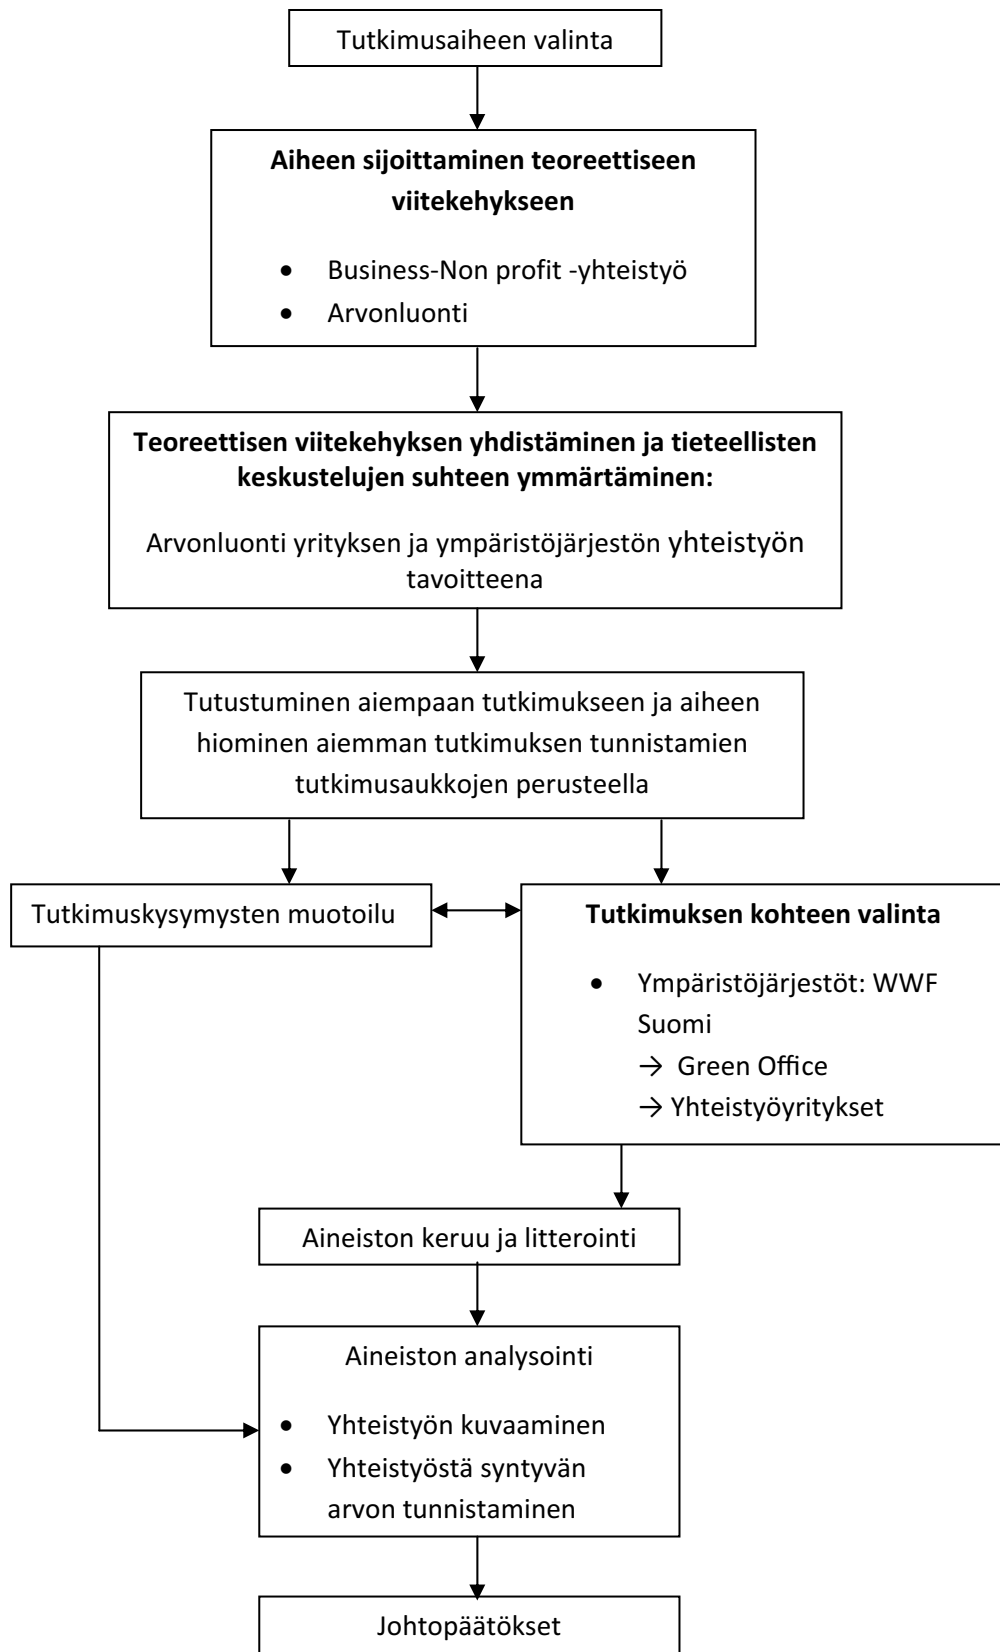 Tutkimusaiheen valinta
Aiheen sijoittaminen teoreettiseen
viitekehykseen
• Business-Non profit -yhteistyö
• Arvonluonti
Teoreettisen viitekehyksen yhdistäminen ja tieteellisten
keskustelujen suhteen ymmärtäminen:
Arvonluonti yrityksen ja ympäristöjärjestön yhteistyön
tavoitteena
Tutustuminen aiempaan tutkimukseen ja aiheen
hiominen aiemman tutkimuksen tunnistamien
tutkimusaukkojen perusteella
Tutkimuskysymysten muotoilu
Tutkimuksen kohteen valinta
• Ympäristöjärjestöt: WWF
Suomi
→ Green Office
→ Yhteistyöyritykset
Aineiston keruu ja litterointi
Aineiston analysointi
• Yhteistyön kuvaaminen
• Yhteistyöstä syntyvän
arvon tunnistaminen
Johtopäätökset